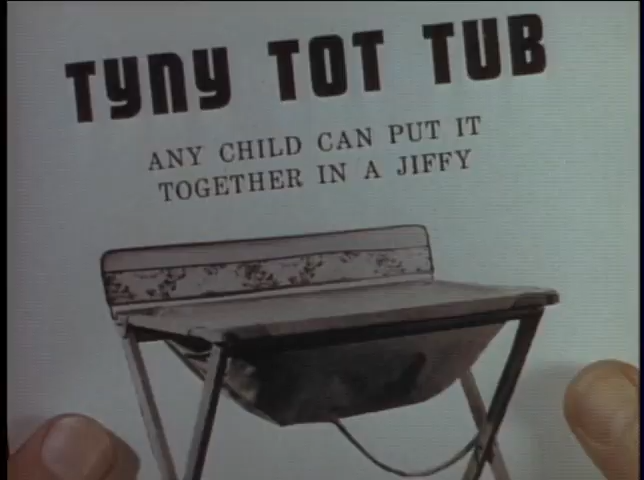 TYNY TOT TUB
ANY CHILD CAN PUT IT
TOGETHER IN A JIFFY